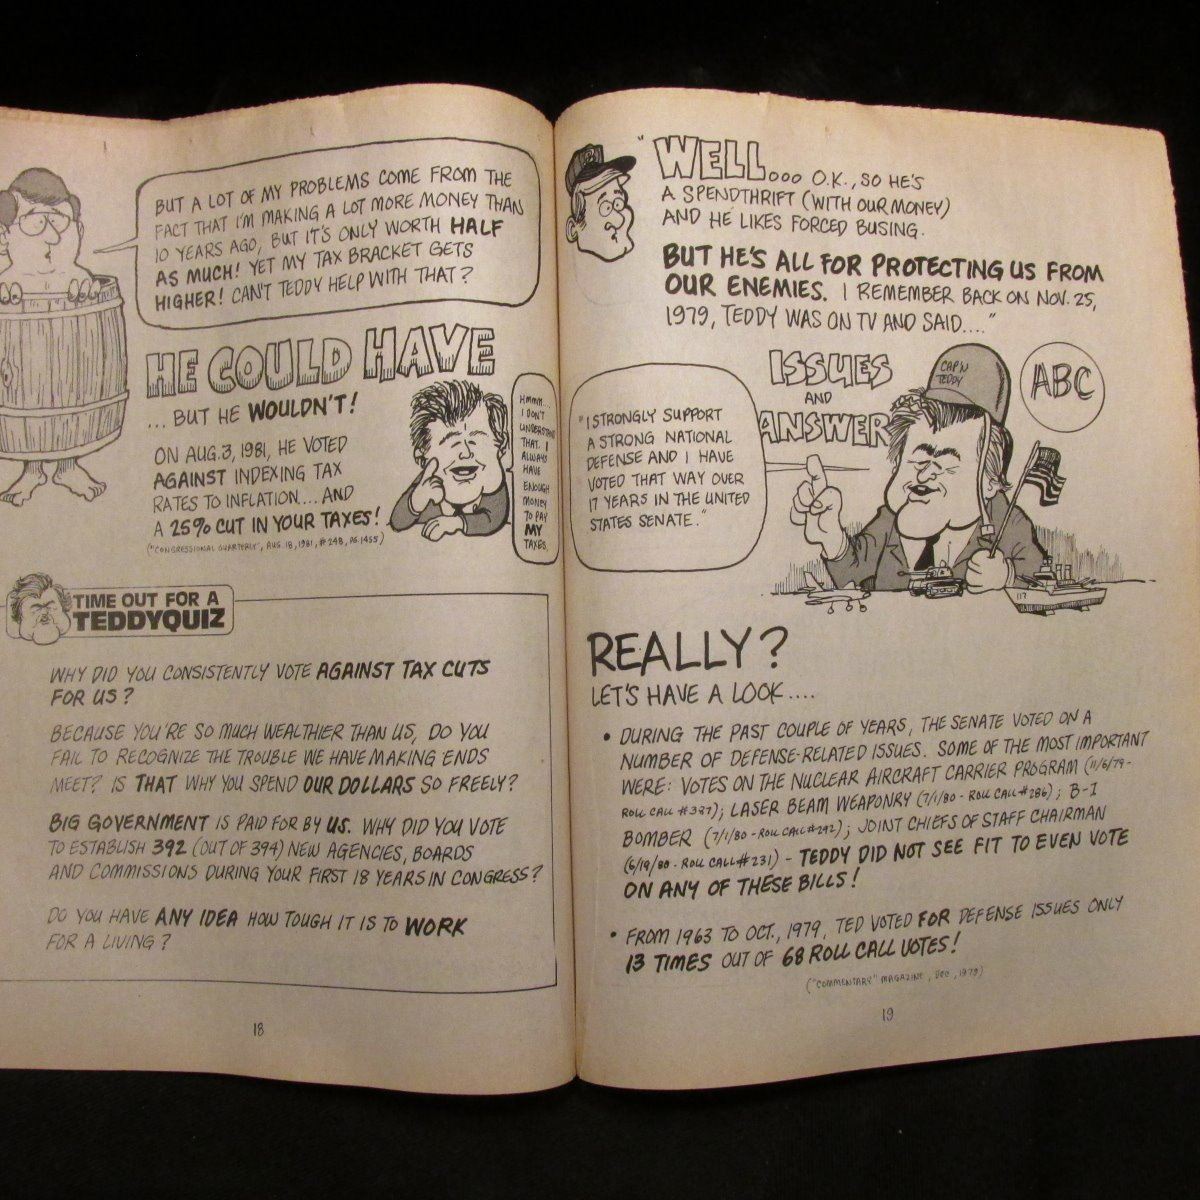 BUT A LOT OF MY PROBLEMS COME FROM THE
FACT THAT I'M MAKING A LOT MORE MONEY THAN
10 YEARS AGO, BUT IT'S ONLY WORTH HALF
AS MUCH! YET MY TAX BRACKET GETS
HIGHER! CAN'T TEDDY HELP WITH THAT?
HE COULD HAVE
... BUT HE WOULDN'T!
ON AUG. 3, 1981, HE VOTED
AGAINST INDEXING TAX
RATES TO INFLATION... AND
A 25% CUT IN YOUR TAXES!
("CONGRESSIONAL QUARTERLY", AUG. 18, 1981, #248, PG. 1455)
HMMM...
I DON'T
UNDERSTAND
THAT. I
ALWAYS
HAVE
ENOUGH
MONEY
TO PAY
MY
TAXES.
TIME OUT FOR A
TEDDYQUIZ
WHY DID YOU CONSISTENTLY VOTE AGAINST TAX CUTS
FOR US?
BECAUSE YOU'RE SO MUCH WEALTHIER THAN US, DO YOU
FAIL TO RECOGNIZE THE TROUBLE WE HAVE MAKING ENDS
MEET? IS THAT WHY YOU SPEND OUR DOLLARS SO FREELY?
BIG GOVERNMENT IS PAID FOR BY US. WHY DID YOU VOTE
TO ESTABLISH 392 (OUT OF 394) NEW AGENCIES, BOARDS
AND COMMISSIONS DURING YOUR FIRST 18 YEARS IN CONGRESS?
DO YOU HAVE ANY IDEA HOW TOUGH IT IS TO WORK
FOR A LIVING?
18
"WELL... O.K., SO HE'S
A SPENDTHRIFT (WITH OUR MONEY)
AND HE LIKES FORCED BUSING.
BUT HE'S ALL FOR PROTECTING US FROM
OUR ENEMIES. I REMEMBER BACK ON NOV. 25,
1979, TEDDY WAS ON TV AND SAID...."
ISSUES
AND
ANSWER
CAP'N
TEDDY
ABC
"I STRONGLY SUPPORT
A STRONG NATIONAL
DEFENSE AND I HAVE
VOTED THAT WAY OVER
17 YEARS IN THE UNITED
STATES SENATE."
117
REALLY?
LET'S HAVE A LOOK....
• DURING THE PAST COUPLE OF YEARS, THE SENATE VOTED ON A
NUMBER OF DEFENSE-RELATED ISSUES. SOME OF THE MOST IMPORTANT
WERE: VOTES ON THE NUCLEAR AIRCRAFT CARRIER PROGRAM (11/6/79-
ROLL CALL #387); LASER BEAM WEAPONRY (7/1/80 - ROLL CALL #286); B-1
BOMBER (7/1/80 - ROLL CALL #292); JOINT CHIEFS OF STAFF CHAIRMAN
(6/19/80 - ROLL CALL #231) - TEDDY DID NOT SEE FIT TO EVEN VOTE
ON ANY OF THESE BILLS!
• FROM 1963 TO OCT., 1979, TED VOTED FOR DEFENSE ISSUES ONLY
13 TIMES OUT OF 68 ROLL CALL VOTES!
("COMMENTARY" MAGAZINE, DEC., 1979)
19